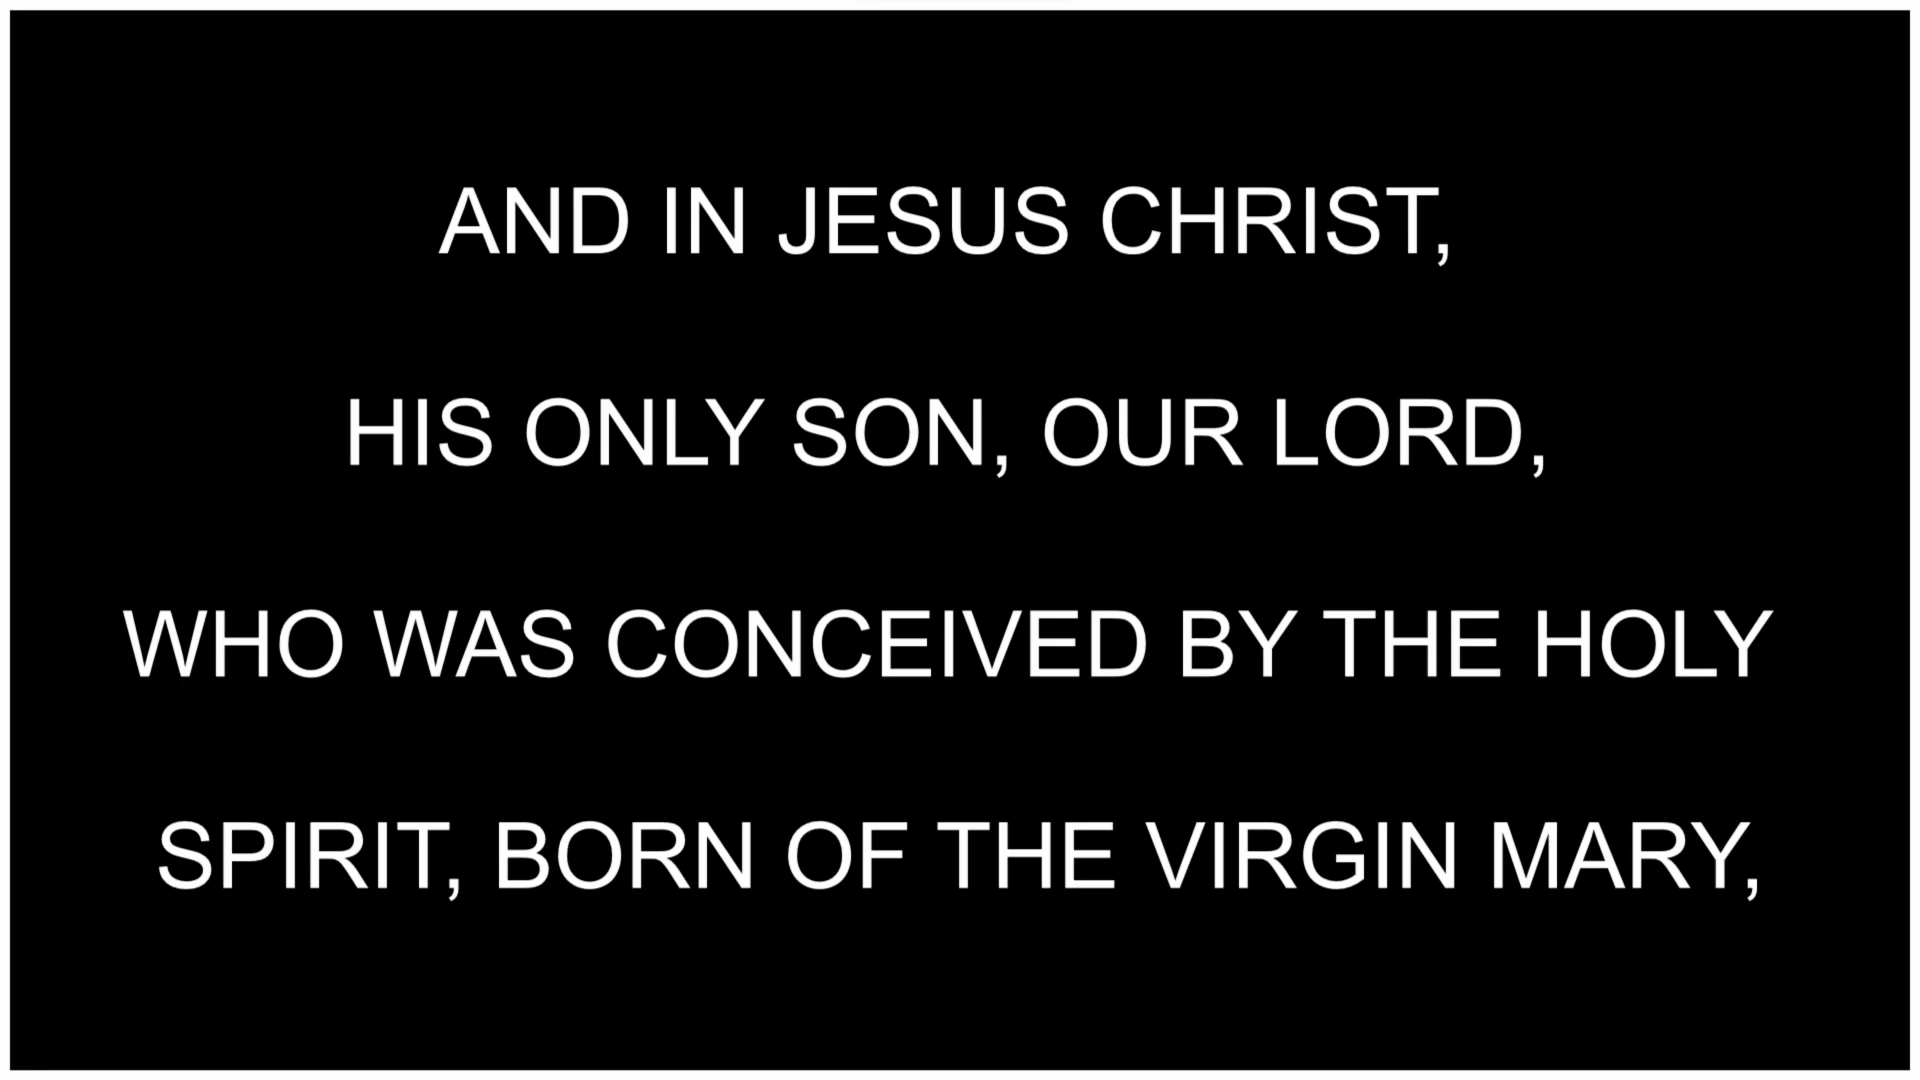 AND IN JESUS CHRIST,
HIS ONLY SON, OUR LORD,
WHO WAS CONCEIVED BY THE HOLY
SPIRIT, BORN OF THE VIRGIN MARY,